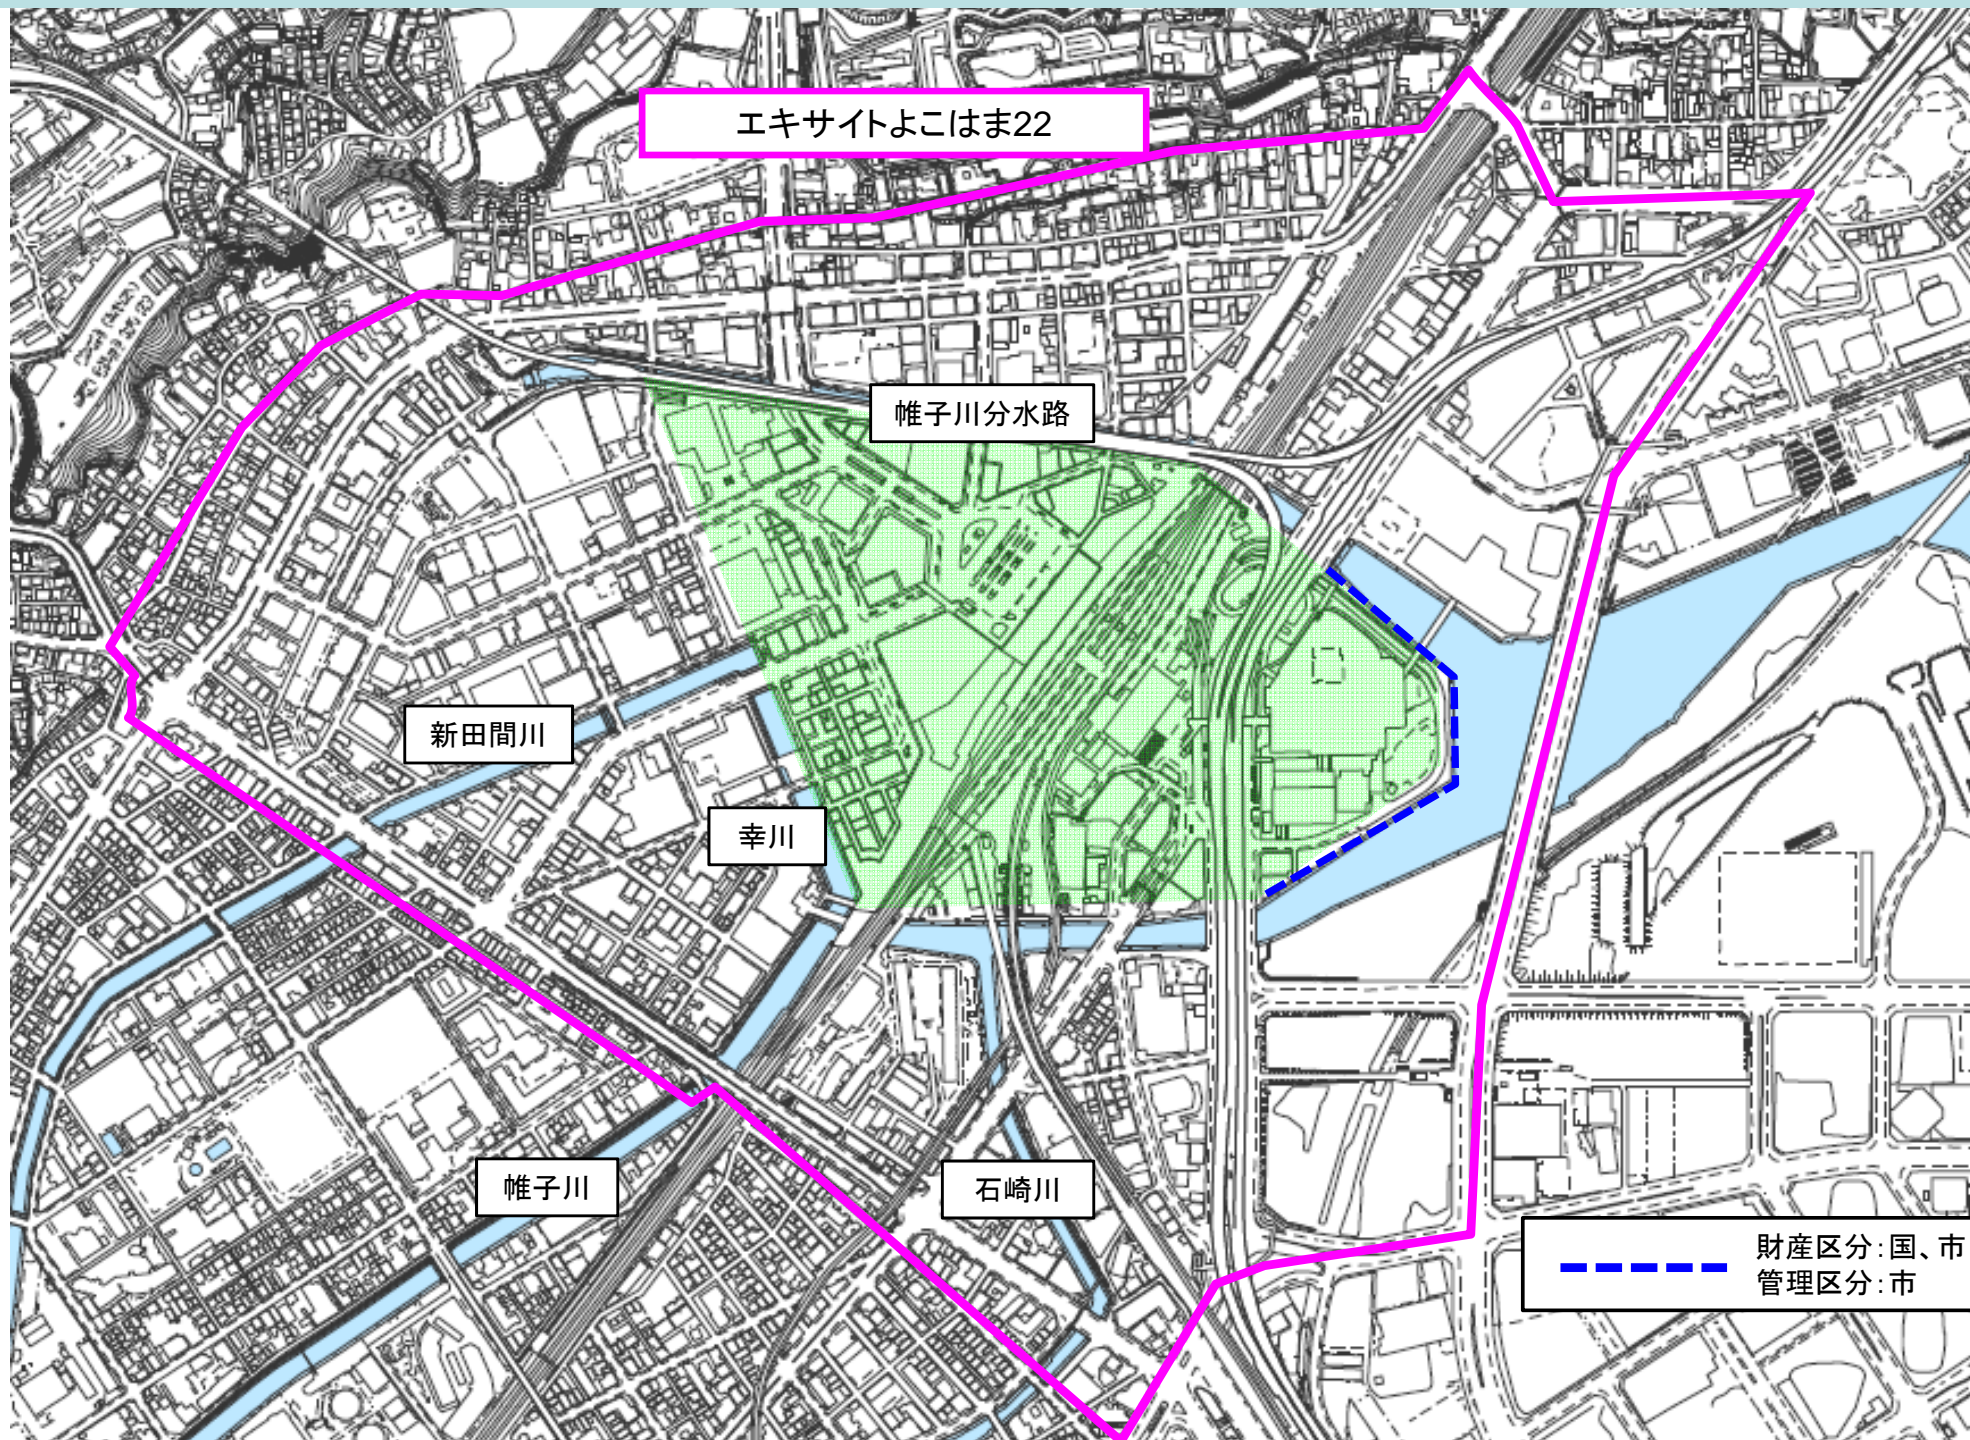 エキサイトよこはま22
帷子川分水路
新田間川
幸川
帷子川
石崎川
財産区分:国、市
管理区分:市